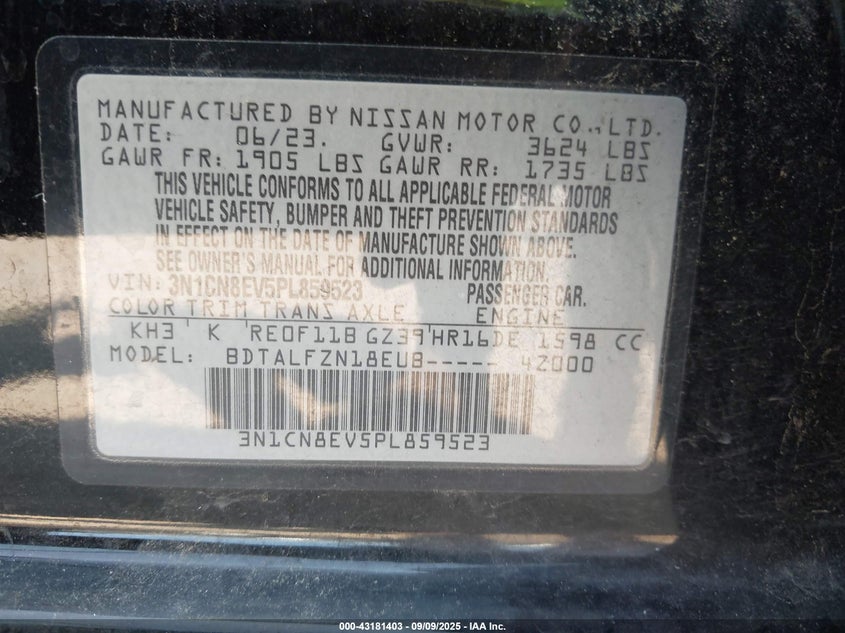 MANUFACTURED BY NISSAN MOTOR CO., LTD.
DATE: 06/23. GVWR: 3624 LBS
GAWR FR: 1905 LBS GAWR RR: 1735 LBS
THIS VEHICLE CONFORMS TO ALL APPLICABLE FEDERAL MOTOR
VEHICLE SAFETY, BUMPER AND THEFT PREVENTION STANDARDS
IN EFFECT ON THE DATE OF MANUFACTURE SHOWN ABOVE.
SEE OWNER'S MANUAL FOR ADDITIONAL INFORMATION.
VIN: 3N1CN8EV5PL859523 PASSENGER CAR.
COLOR TRIM TRANS AXLE ENGINE
KH3 K RE0F11B GZ39 HR16DE 1598 CC
MODEL: BDTALFZN18EUB----- 4Z000
3N1CN8EV5PL859523
000-43181403 - 09/09/2025 - IAA Inc.